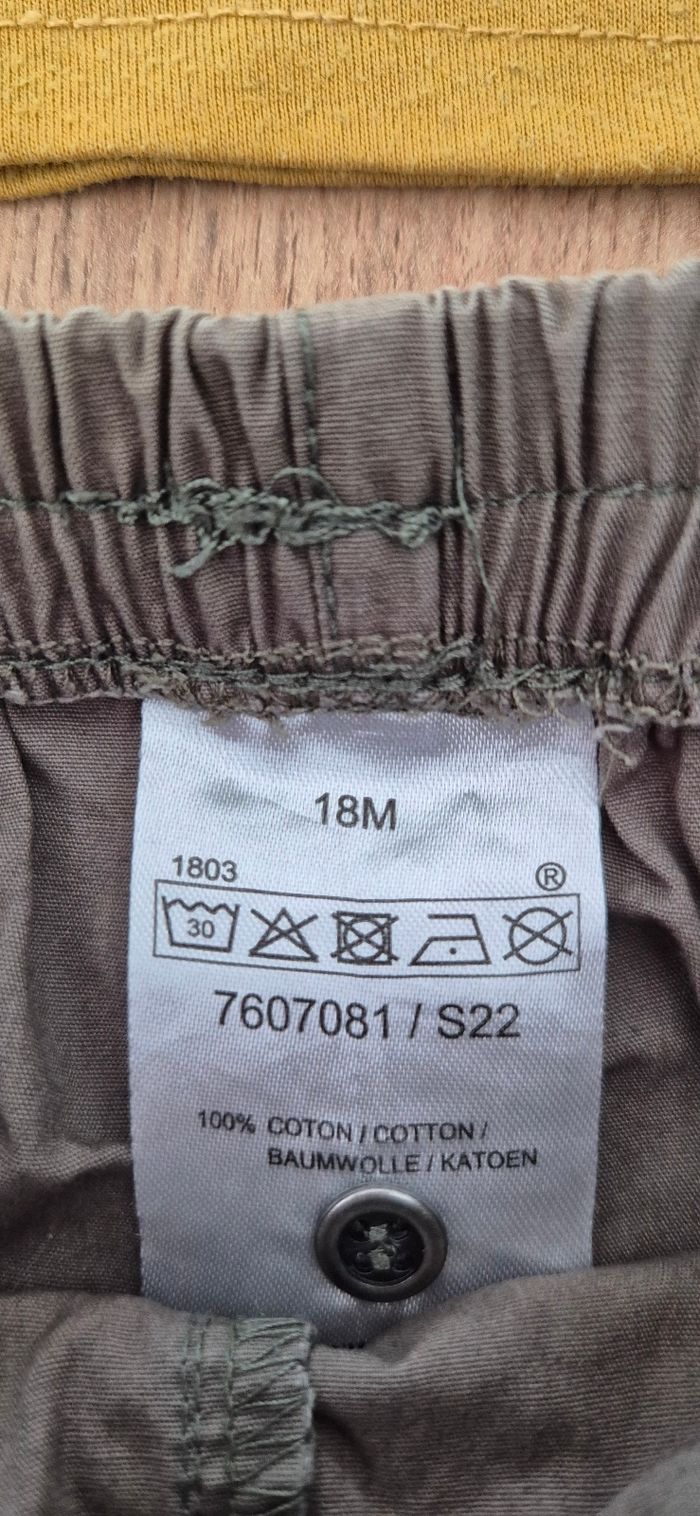 18M
1803 ®
30
7607081 / S22
100% COTON / COTTON /
BAUMWOLLE / KATOEN